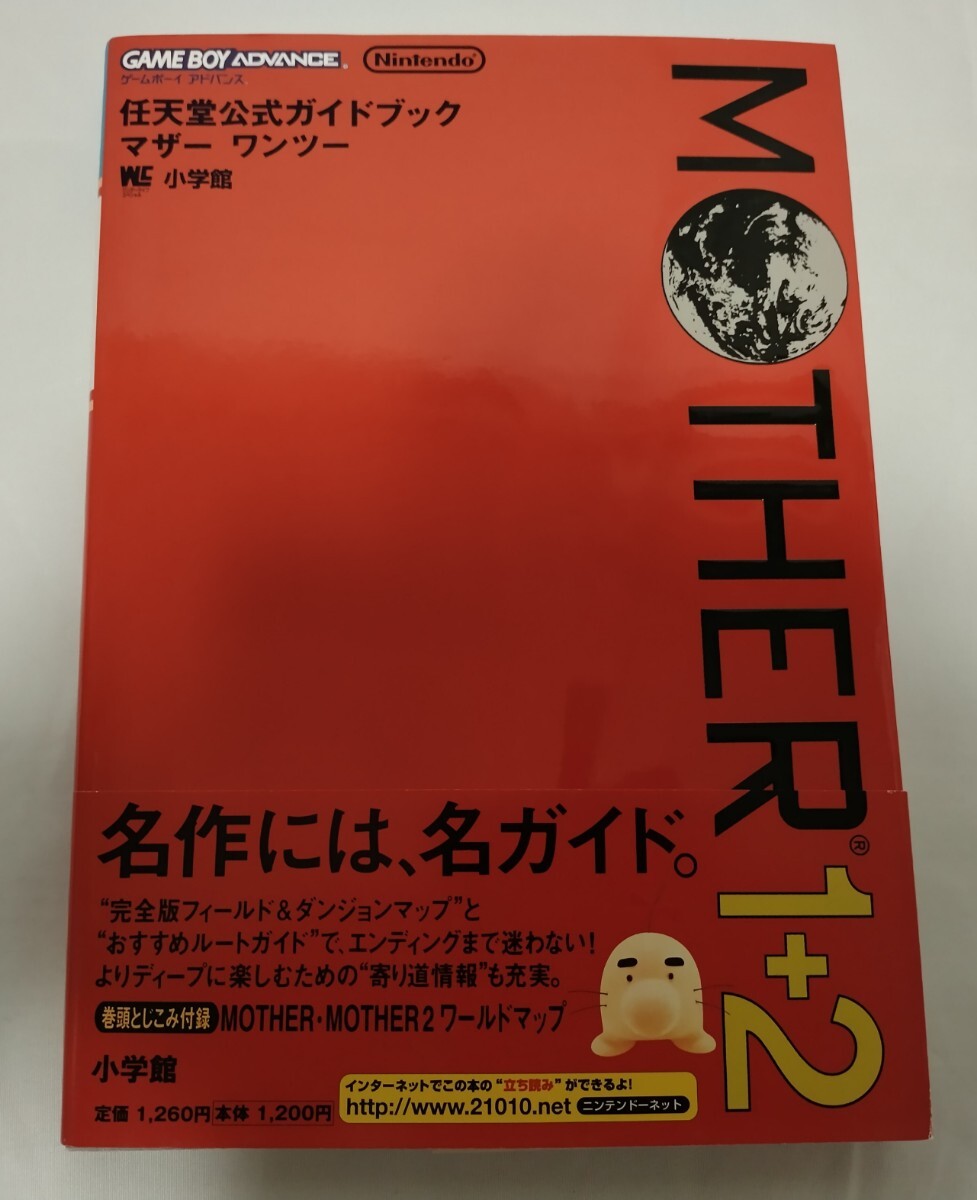 GAME BOY ADVANCE® Nintendo®
ゲームボーイ アドバンス
任天堂公式ガイドブック
マザー ワンツー
小学館
MOTHER® 1+2
名作には、名ガイド。
“完全版フィールド&ダンジョンマップ”と
“おすすめルートガイド”で、エンディングまで迷わない!
よりディープに楽しむための“寄り道情報”も充実。
巻頭とじこみ付録 MOTHER・MOTHER2 ワールドマップ
小学館
定価 1,260円 本体 1,200円
インターネットでこの本の“立ち読み”ができるよ!
http://www.21010.net ニンテンドーネット